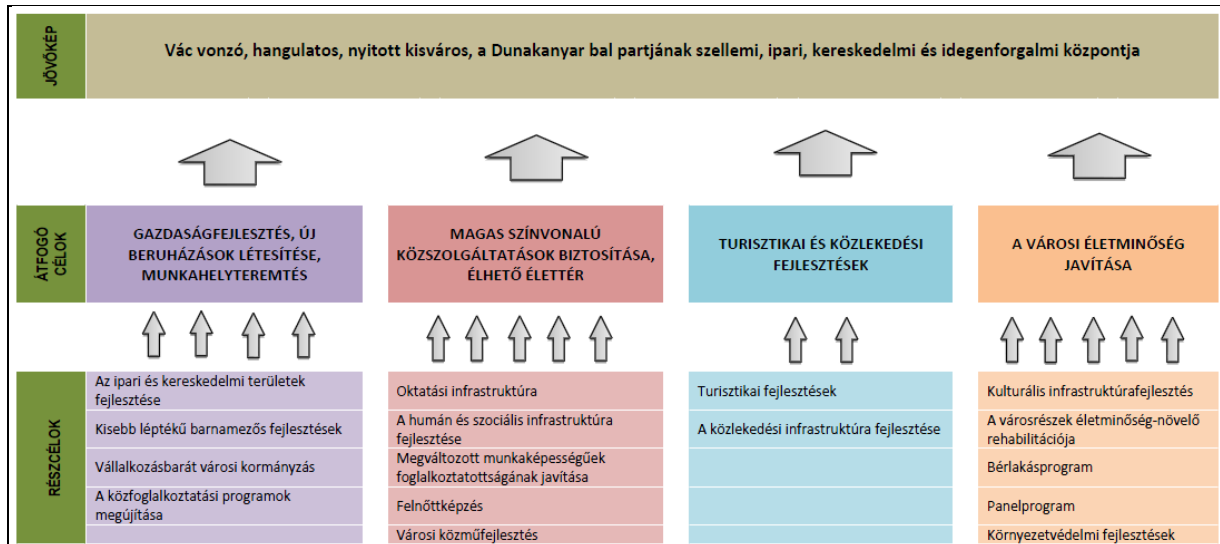 JÖVŐKÉP
Vác vonzó, hangulatos, nyitott kisváros, a Dunakanyar bal partjának szellemi, ipari, kereskedelmi és idegenforgalmi központja
ÁTFOGÓ
CÉLOK
GAZDASÁGFEJLESZTÉS, ÚJ
BERUHÁZÁSOK LÉTESÍTÉSE,
MUNKAHELYTEREMTÉS
MAGAS SZÍNVONALÚ
KÖZSZOLGÁLTATÁSOK BIZTOSÍTÁSA,
ÉLHETŐ ÉLETTÉR
TURISZTIKAI ÉS KÖZLEKEDÉSI
FEJLESZTÉSEK
A VÁROSI ÉLETMINŐSÉG
JAVÍTÁSA
RÉSZCÉLOK
Az ipari és kereskedelmi területek
fejlesztése
Kisebb léptékű barnamezős fejlesztések
Vállalkozásbarát városi kormányzás
A közfoglalkoztatási programok
megújítása
Oktatási infrastruktúra
A humán és szociális infrastruktúra
fejlesztése
Megváltozott munkaképességűek
foglalkoztatottságának javítása
Felnőttképzés
Városi közműfejlesztés
Turisztikai fejlesztések
A közlekedési infrastruktúra fejlesztése
Kulturális infrastruktúrafejlesztés
A városrészek életminőség-növelő
rehabilitációja
Bérlakásprogram
Panelprogram
Környezetvédelmi fejlesztések